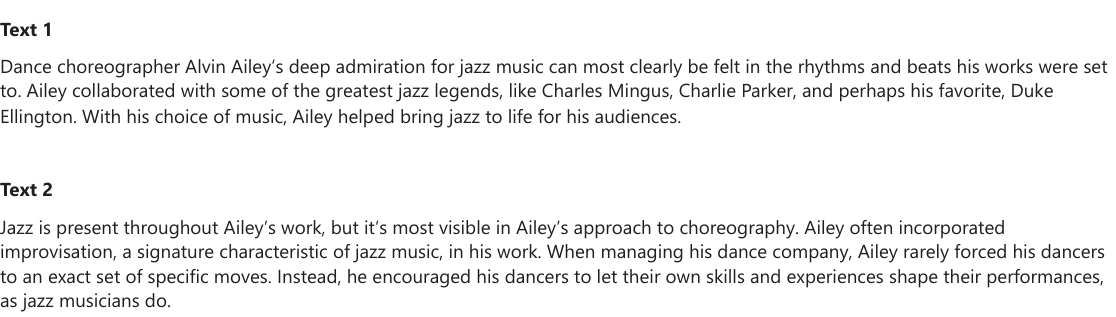 Text 1
Dance choreographer Alvin Ailey’s deep admiration for jazz music can most clearly be felt in the rhythms and beats his works were set
to. Ailey collaborated with some of the greatest jazz legends, like Charles Mingus, Charlie Parker, and perhaps his favorite, Duke
Ellington. With his choice of music, Ailey helped bring jazz to life for his audiences.
Text 2
Jazz is present throughout Ailey’s work, but it’s most visible in Ailey’s approach to choreography. Ailey often incorporated
improvisation, a signature characteristic of jazz music, in his work. When managing his dance company, Ailey rarely forced his dancers
to an exact set of specific moves. Instead, he encouraged his dancers to let their own skills and experiences shape their performances,
as jazz musicians do.